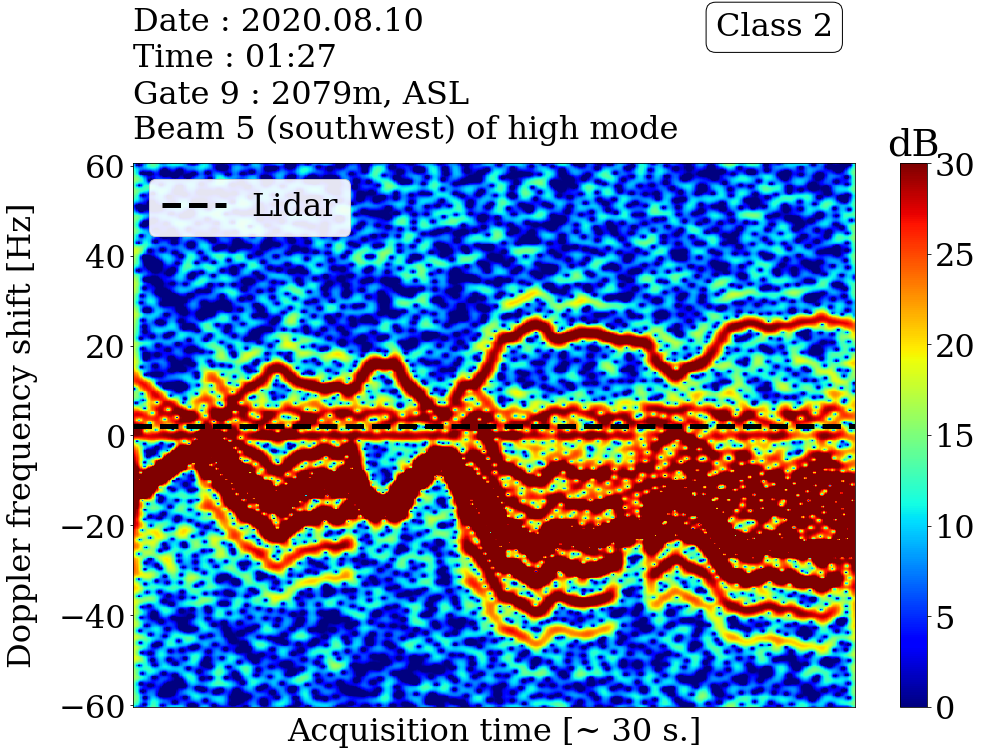 Date : 2020.08.10
Time : 01:27
Gate 9 : 2079m, ASL
Beam 5 (southwest) of high mode
Class 2
dB
Lidar
Doppler frequency shift [Hz]
60
40
20
0
−20
−40
−60
30
25
20
15
10
5
0
Acquisition time [~ 30 s.]